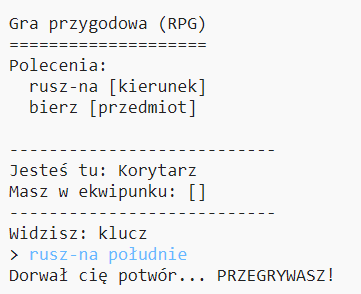 Gra przygodowa (RPG)
====================
Polecenia:
  rusz-na [kierunek]
  bierz [przedmiot]

---------------------------
Jesteś tu: Korytarz
Masz w ekwipunku: []
---------------------------
Widzisz: klucz
> rusz-na południe
Dorwał cię potwór... PRZEGRYWASZ!